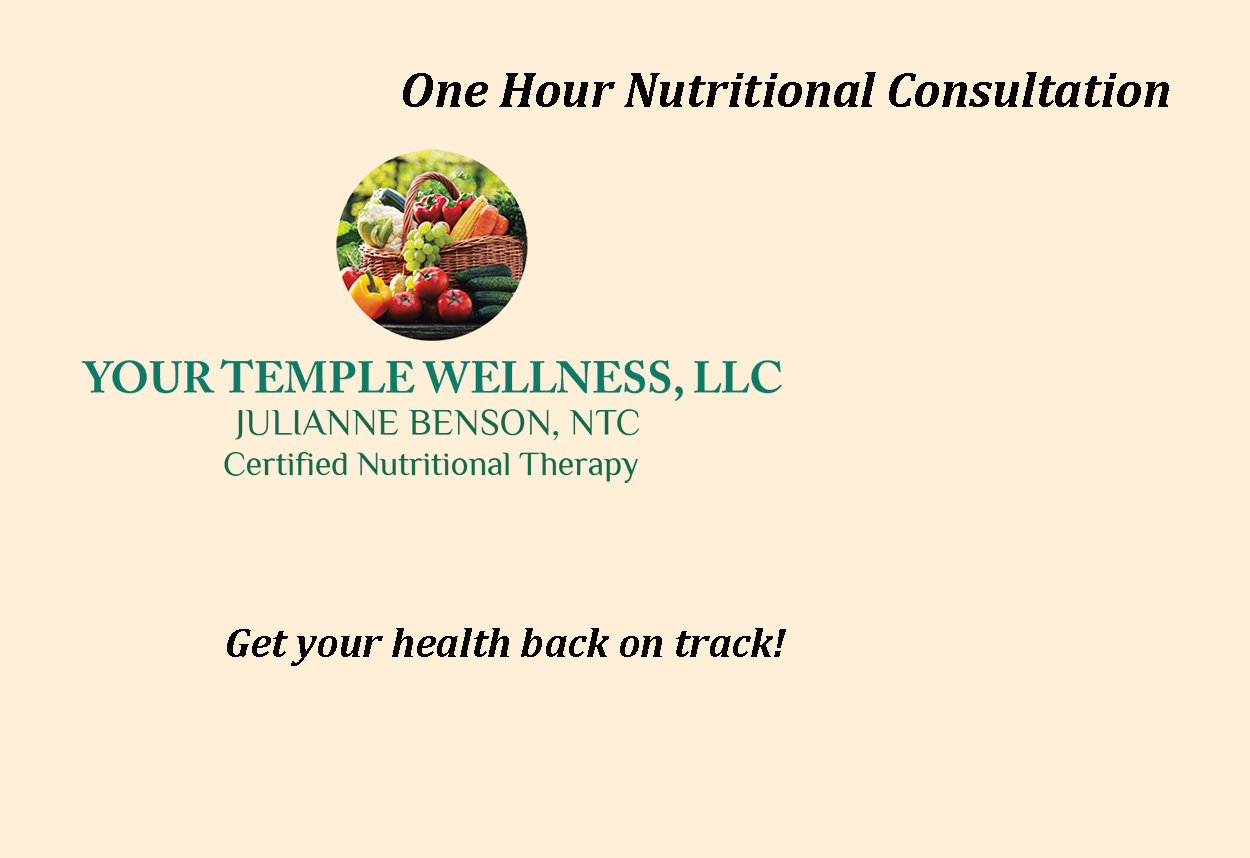 One Hour Nutritional Consultation
YOUR TEMPLE WELLNESS, LLC
JULIANNE BENSON, NTC
Certified Nutritional Therapy
Get your health back on track!